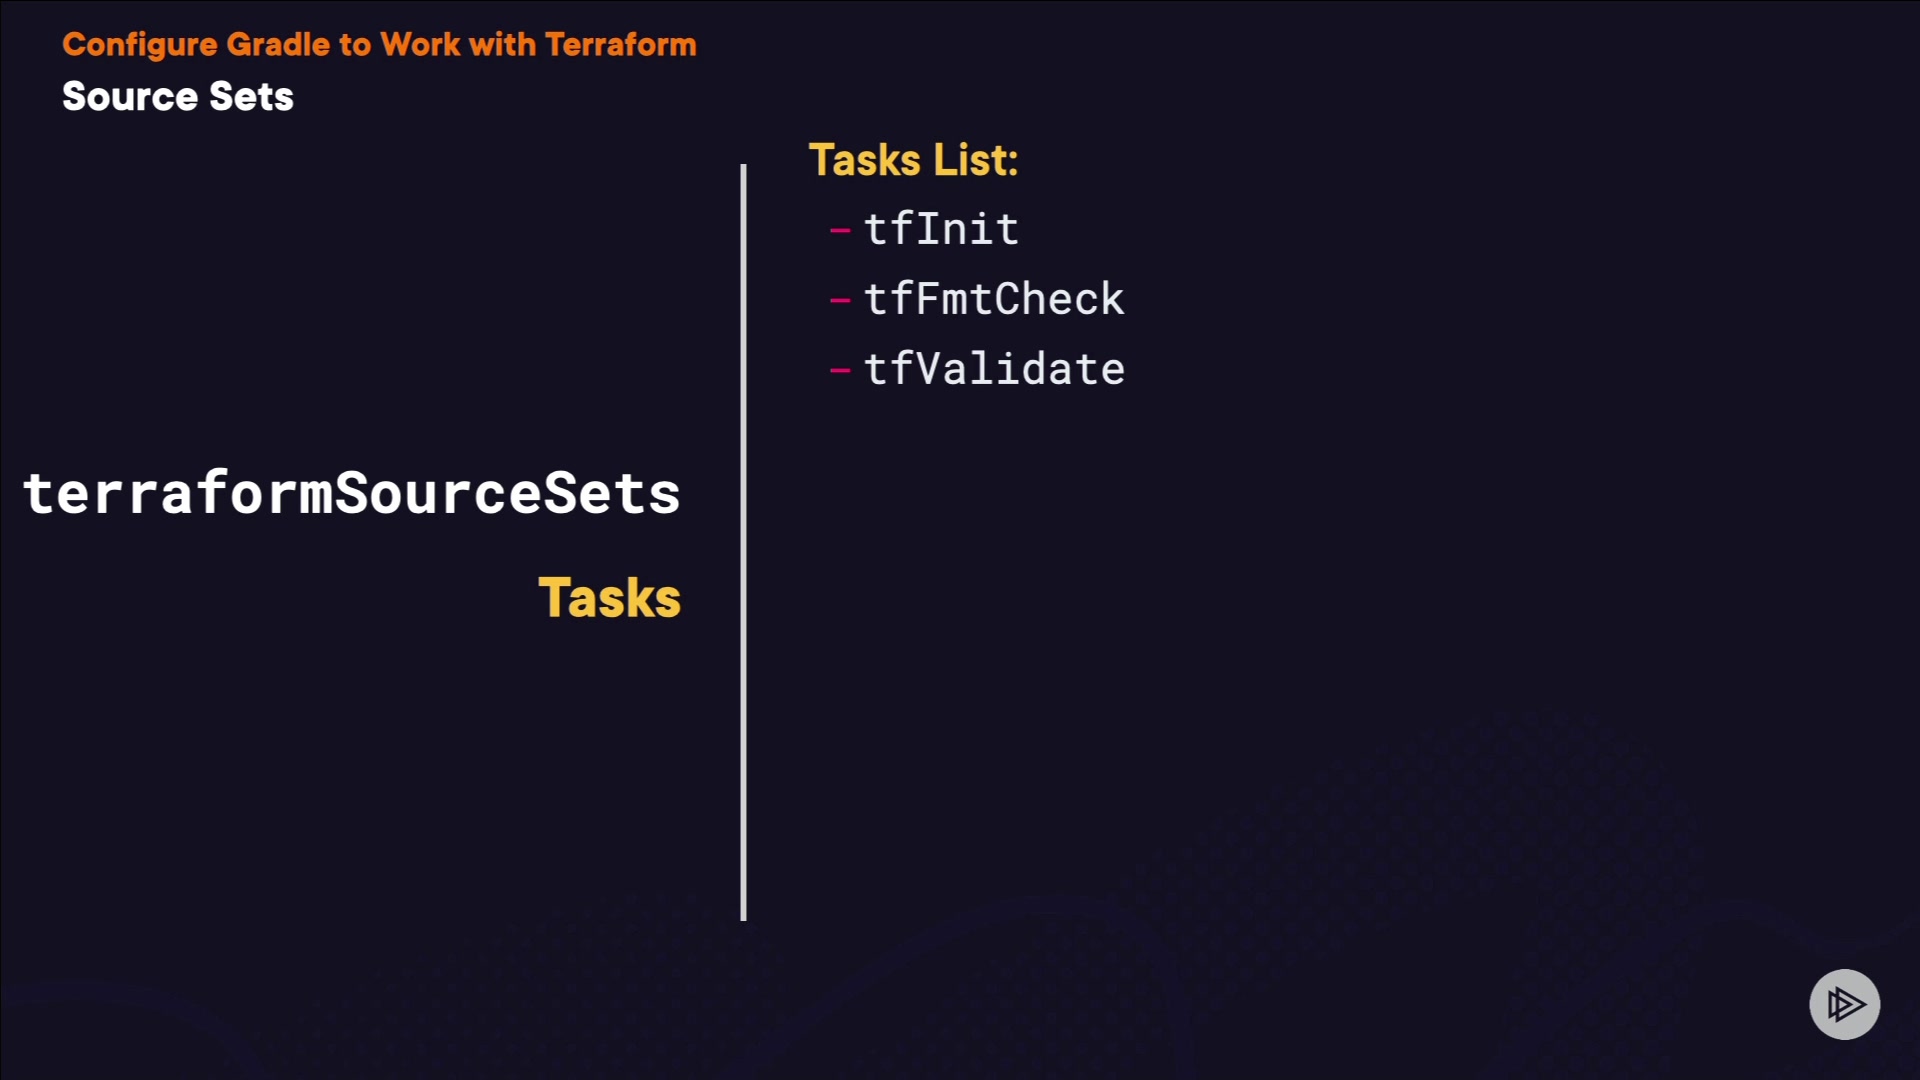 Configure Gradle to Work with Terraform
Source Sets
terraformSourceSets
Tasks
Tasks List:
– tfInit
– tfFmtCheck
– tfValidate